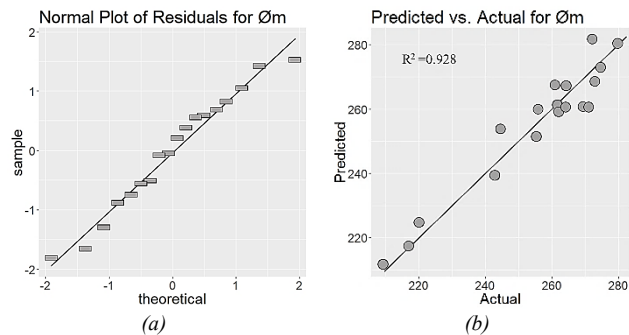 Normal Plot of Residuals for Øm
2
1
0
-1
-2
sample
-2 -1 0 1 2
theoretical
(a)
Predicted vs. Actual for Øm
R² =0.928
280
260
240
220
Predicted
220 240 260 280
Actual
(b)